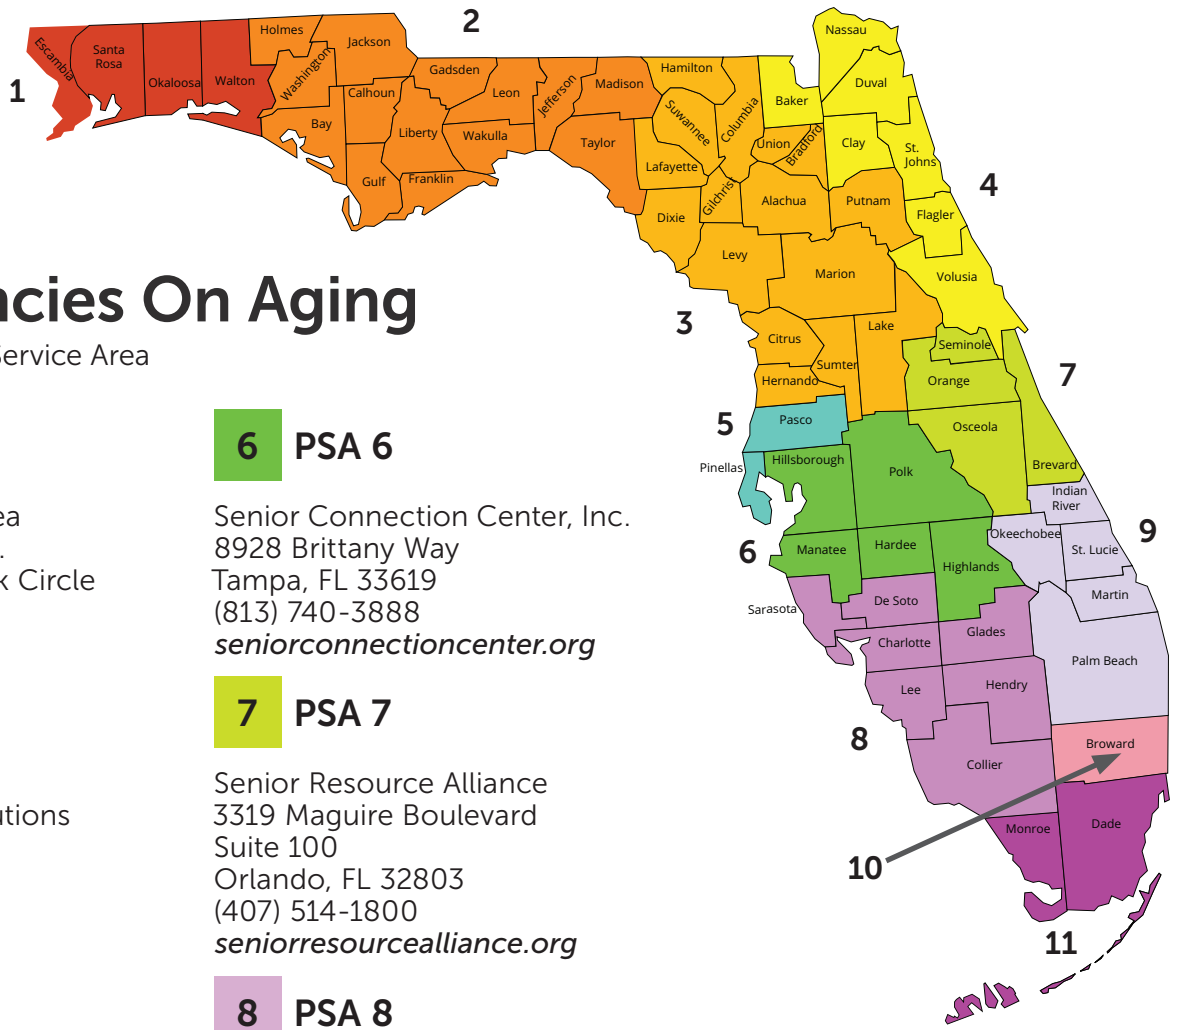 ncies On Aging
Service Area
ea
.
k Circle
utions
6 PSA 6
Senior Connection Center, Inc.
8928 Brittany Way
Tampa, FL 33619
(813) 740-3888
seniorconnectioncenter.org
7 PSA 7
Senior Resource Alliance
3319 Maguire Boulevard
Suite 100
Orlando, FL 32803
(407) 514-1800
seniorresourcealliance.org
8 PSA 8
1
Escambia
Santa
Rosa
Okaloosa
Walton
2
Holmes
Washington
Jackson
Bay
Calhoun
Gulf
Liberty
Gadsden
Franklin
Leon
Wakulla
Jefferson
Madison
Taylor
3
Hamilton
Suwannee
Columbia
Lafayette
Dixie
Gilchrist
Union
Bradford
Alachua
Putnam
Levy
Marion
Citrus
Sumter
Lake
Hernando
4
Nassau
Baker
Duval
Clay
St.
Johns
Flagler
Volusia
5
Pasco
Pinellas
6
Hillsborough
Polk
Manatee
Hardee
Highlands
7
Seminole
Orange
Osceola
Brevard
8
Sarasota
De Soto
Charlotte
Glades
Lee
Hendry
Collier
9
Indian
River
Okeechobee
St. Lucie
Martin
Palm Beach
10
Broward
11
Monroe
Dade